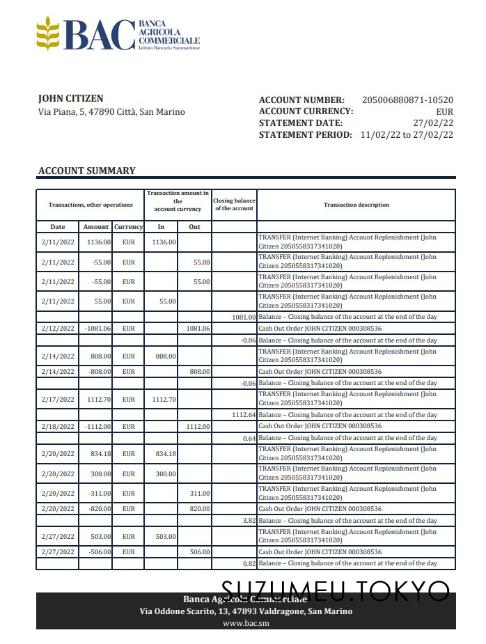 BAC BANCA
AGRICOLA
COMMERCIALE
Istituto Bancario Sammarinese
JOHN CITIZEN
Via Piana, 5, 47890 Città, San Marino
ACCOUNT NUMBER: 205006880871-10520
ACCOUNT CURRENCY: EUR
STATEMENT DATE: 27/02/22
STATEMENT PERIOD: 11/02/22 to 27/02/22
ACCOUNT SUMMARY
Transactions, other operations
Transaction amount in
the
account currency
Closing balance
of the account
Transaction description
Date Amount Currency In Out
2/11/2022 1136.00 EUR 1136.00 TRANSFER (Internet Banking) Account Replenishment (John
Citizen 2050558317341020)
2/11/2022 -55.00 EUR 55.00 TRANSFER (Internet Banking) Account Replenishment (John
Citizen 2050558317341020)
2/11/2022 -55.00 EUR 55.00 TRANSFER (Internet Banking) Account Replenishment (John
Citizen 2050558317341020)
2/11/2022 55.00 EUR 55.00 TRANSFER (Internet Banking) Account Replenishment (John
Citizen 2050558317341020)
1081.00 Balance – Closing balance of the account at the end of the day
2/12/2022 -1081.06 EUR 1081.06 Cash Out Order JOHN CITIZEN 000308536
-0.06 Balance – Closing balance of the account at the end of the day
2/14/2022 808.00 EUR 808.00 TRANSFER (Internet Banking) Account Replenishment (John
Citizen 2050558317341020)
2/14/2022 -808.00 EUR 808.00 Cash Out Order JOHN CITIZEN 000308536
-0.06 Balance – Closing balance of the account at the end of the day
2/17/2022 1112.70 EUR 1112.70 TRANSFER (Internet Banking) Account Replenishment (John
Citizen 2050558317341020)
1112.64 Balance – Closing balance of the account at the end of the day
2/18/2022 -1112.00 EUR 1112.00 Cash Out Order JOHN CITIZEN 000308536
0.64 Balance – Closing balance of the account at the end of the day
2/20/2022 834.18 EUR 834.18 TRANSFER (Internet Banking) Account Replenishment (John
Citizen 2050558317341020)
2/20/2022 300.00 EUR 300.00 TRANSFER (Internet Banking) Account Replenishment (John
Citizen 2050558317341020)
2/20/2022 -311.00 EUR 311.00 TRANSFER (Internet Banking) Account Replenishment (John
Citizen 2050558317341020)
2/20/2022 -820.00 EUR 820.00 Cash Out Order JOHN CITIZEN 000308536
3.82 Balance – Closing balance of the account at the end of the day
2/27/2022 503.00 EUR 503.00 TRANSFER (Internet Banking) Account Replenishment (John
Citizen 2050558317341020)
2/27/2022 -506.00 EUR 506.00 Cash Out Order JOHN CITIZEN 000308536
0.82 Balance – Closing balance of the account at the end of the day
SUZUMEU.TOKYO
Banca Agricola Commerciale
Via Oddone Scarito, 13, 47893 Valdragone, San Marino
www.bac.sm